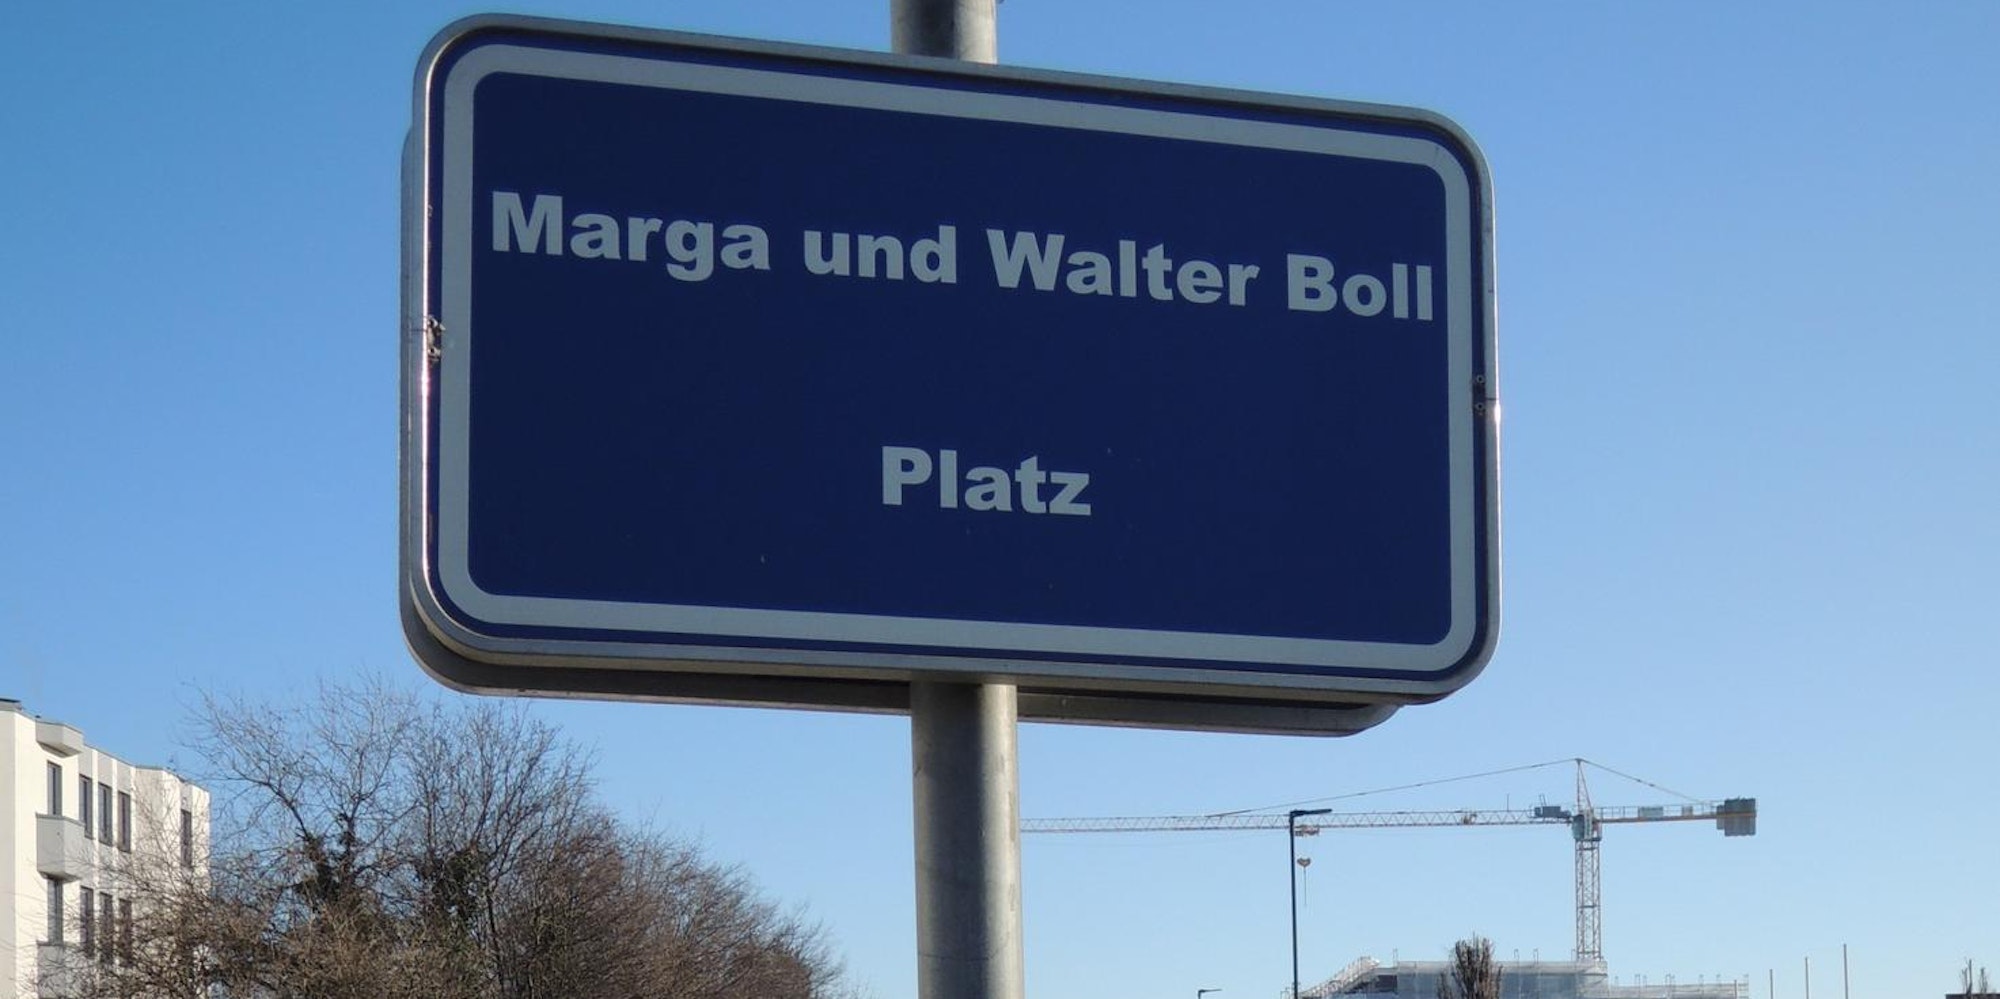 Marga und Walter Boll
Platz